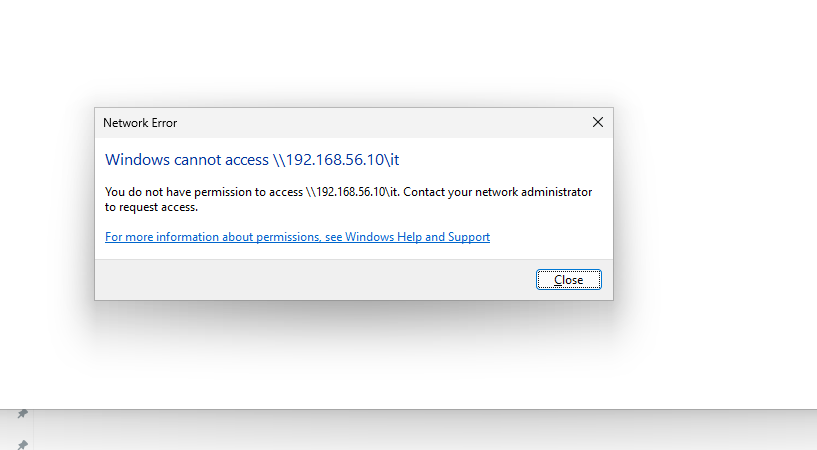 Network Error
Windows cannot access \\192.168.56.10\it
You do not have permission to access \\192.168.56.10\it. Contact your network administrator
to request access.
For more information about permissions, see Windows Help and Support
Close